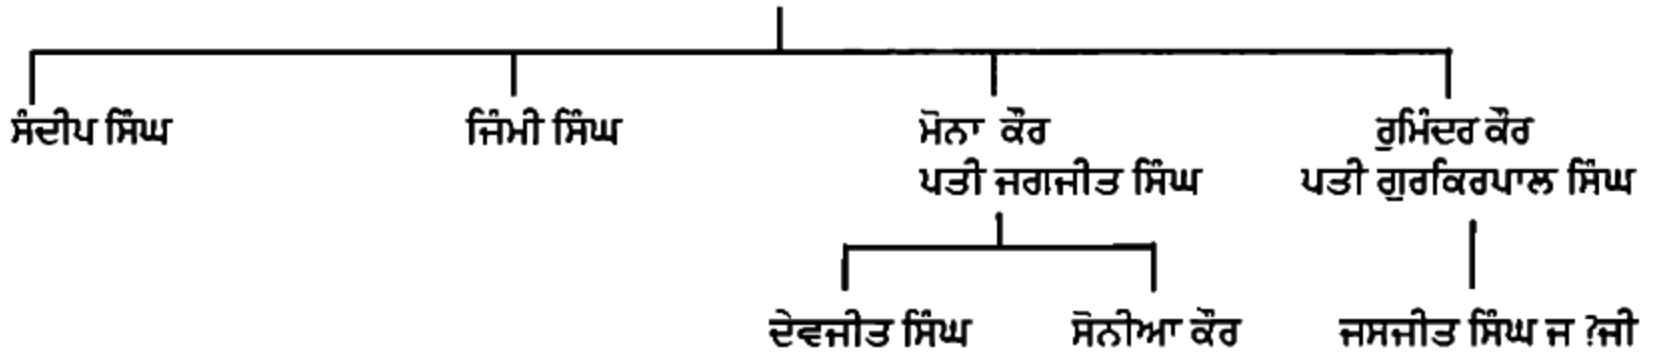 ਸੰਦੀਪ ਸਿੰਘ ਜਿੰਮੀ ਸਿੰਘ ਮੋਨਾ ਕੌਰ ਰੁਮਿੰਦਰ ਕੌਰ
ਪਤੀ ਜਗਜੀਤ ਸਿੰਘ ਪਤੀ ਗੁਰਕਿਰਪਾਲ ਸਿੰਘ
ਦੇਵਜੀਤ ਸਿੰਘ ਸੋਨੀਆ ਕੌਰ ਜਸਜੀਤ ਸਿੰਘ ਜ ?ਜੀ